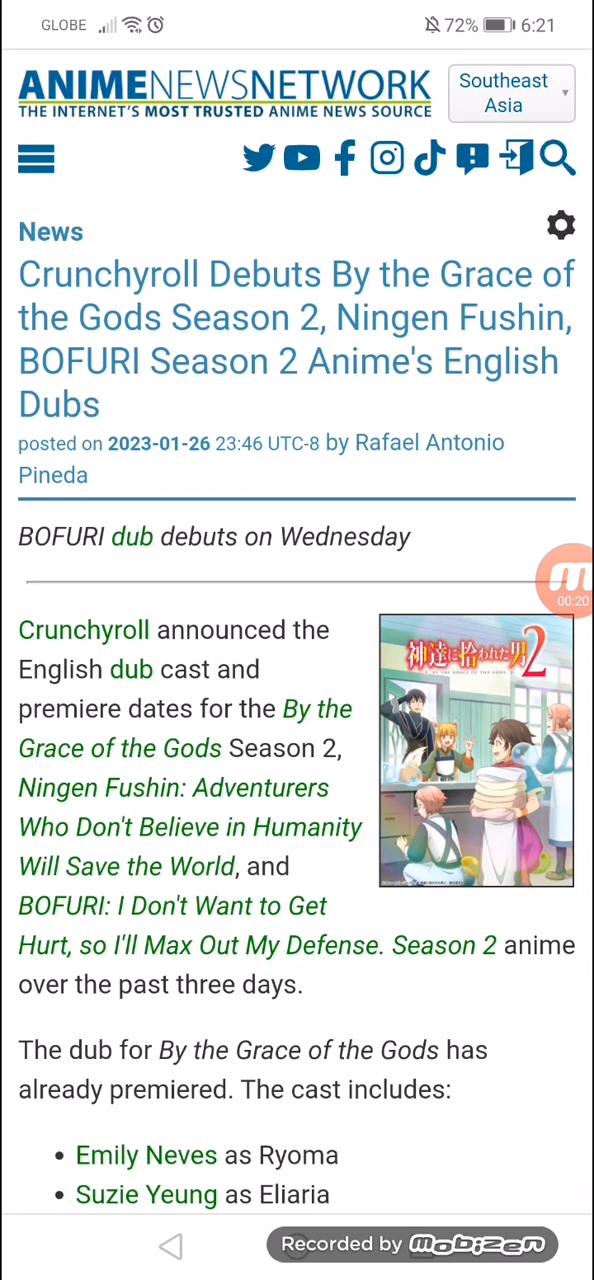 GLOBE 72% 6:21
ANIMENEWSNETWORK
THE INTERNET'S MOST TRUSTED ANIME NEWS SOURCE
Southeast
Asia
News
Crunchyroll Debuts By the Grace of
the Gods Season 2, Ningen Fushin,
BOFURI Season 2 Anime's English
Dubs
posted on 2023-01-26 23:46 UTC-8 by Rafael Antonio
Pineda
BOFURI dub debuts on Wednesday
00:20
Crunchyroll announced the
English dub cast and
premiere dates for the By the
Grace of the Gods Season 2,
Ningen Fushin: Adventurers
Who Don't Believe in Humanity
Will Save the World, and
BOFURI: I Don't Want to Get
Hurt, so I'll Max Out My Defense. Season 2 anime
over the past three days.
神達に拾われた男2
BY THE GRACE OF THE GODS
The dub for By the Grace of the Gods has
already premiered. The cast includes:
• Emily Neves as Ryoma
• Suzie Yeung as Eliaria
Recorded by mobizen